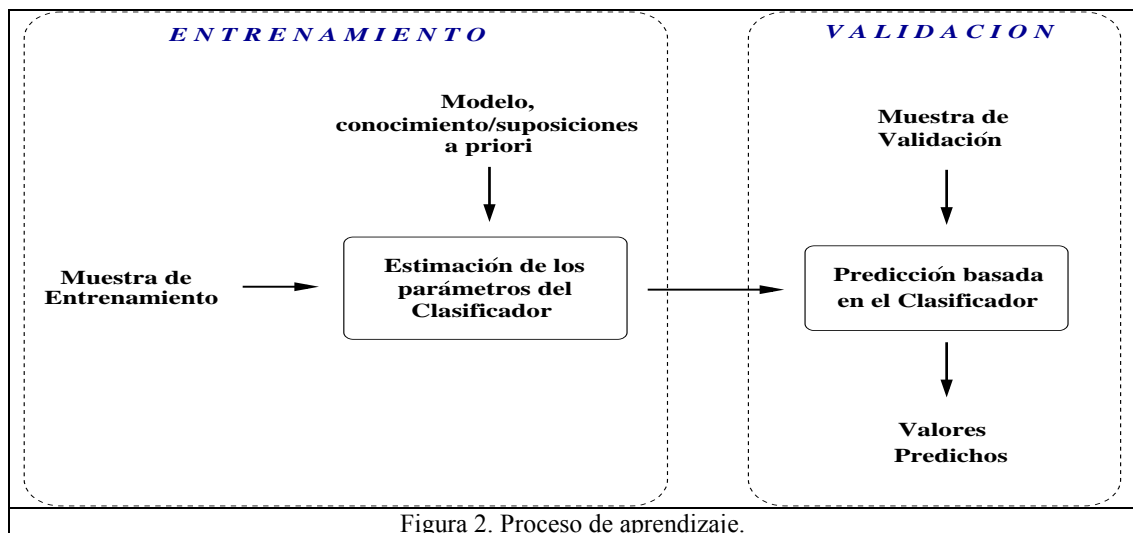 ENTRENAMIENTO
Modelo,
conocimiento/suposiciones
a priori
Muestra de
Entrenamiento
Estimación de los
parámetros del
Clasificador
VALIDACION
Muestra de
Validación
Predicción basada
en el Clasificador
Valores
Predichos
Figura 2. Proceso de aprendizaje.